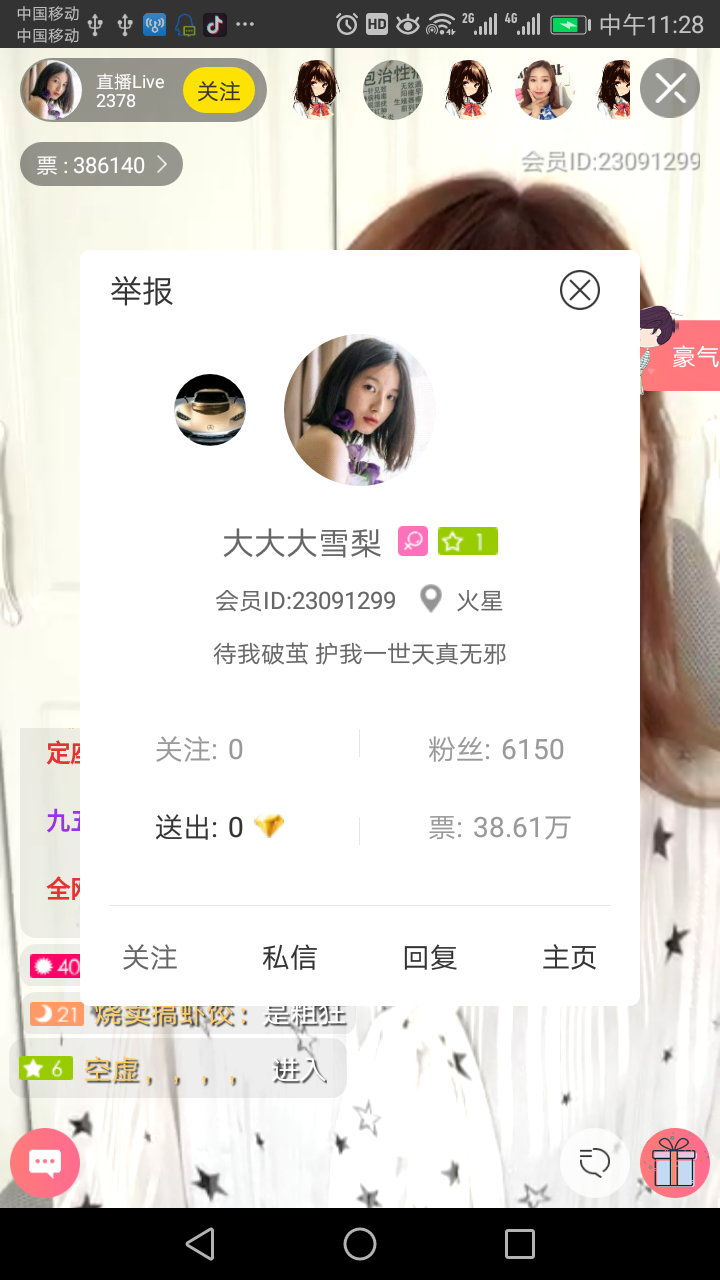 中国移动
中国移动
HD
2G
4G
中午11:28
直播Live
2378
关注
票 : 386140
会员ID:23091299
举报
豪气
大大大雪梨
1
会员ID:23091299
火星
待我破茧 护我一世天真无邪
关注: 0
粉丝: 6150
送出: 0
票: 38.61万
定座
九五
全网
关注
私信
回复
主页
40
21 烧卖搞虾饺： 是粗狂
6 空虚，，，， 进入